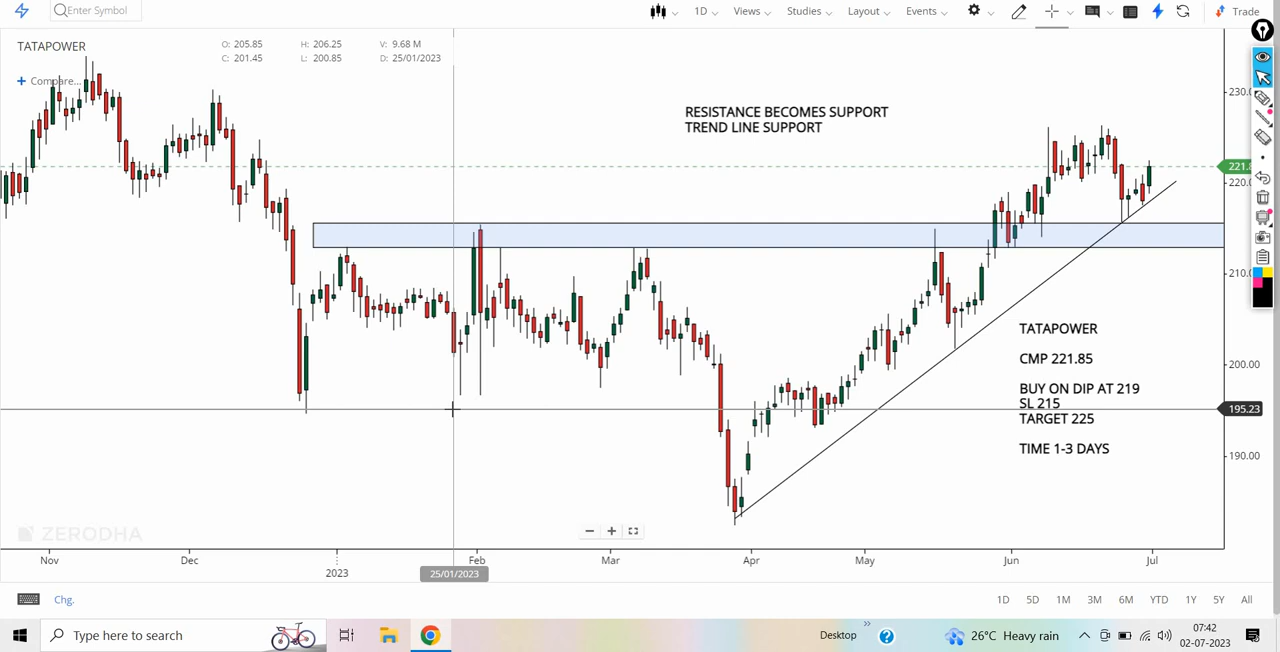 Enter Symbol
1D
Views
Studies
Layout
Events
Trade
TATAPOWER
O: 205.85
H: 206.25
V: 9.68 M
C: 201.45
L: 200.85
D: 25/01/2023
+ Compare...
RESISTANCE BECOMES SUPPORT
TREND LINE SUPPORT
230.
221.8
220.
210.
200.00
195.23
190.00
TATAPOWER
CMP 221.85
BUY ON DIP AT 219
SL 215
TARGET 225
TIME 1-3 DAYS
ZERODHA
Nov
Dec
2023
25/01/2023
Feb
Mar
Apr
May
Jun
Jul
Chg.
1D
5D
1M
3M
6M
YTD
1Y
5Y
All
Type here to search
Desktop
26°C Heavy rain
07:42
02-07-2023